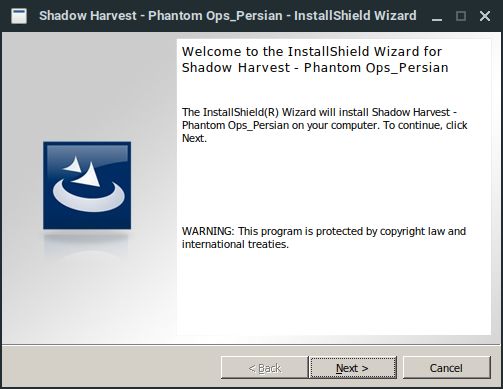 Shadow Harvest - Phantom Ops_Persian - InstallShield Wizard
Welcome to the InstallShield Wizard for
Shadow Harvest - Phantom Ops_Persian
The InstallShield(R) Wizard will install Shadow Harvest -
Phantom Ops_Persian on your computer. To continue, click
Next.
WARNING: This program is protected by copyright law and
international treaties.
< Back
Next >
Cancel